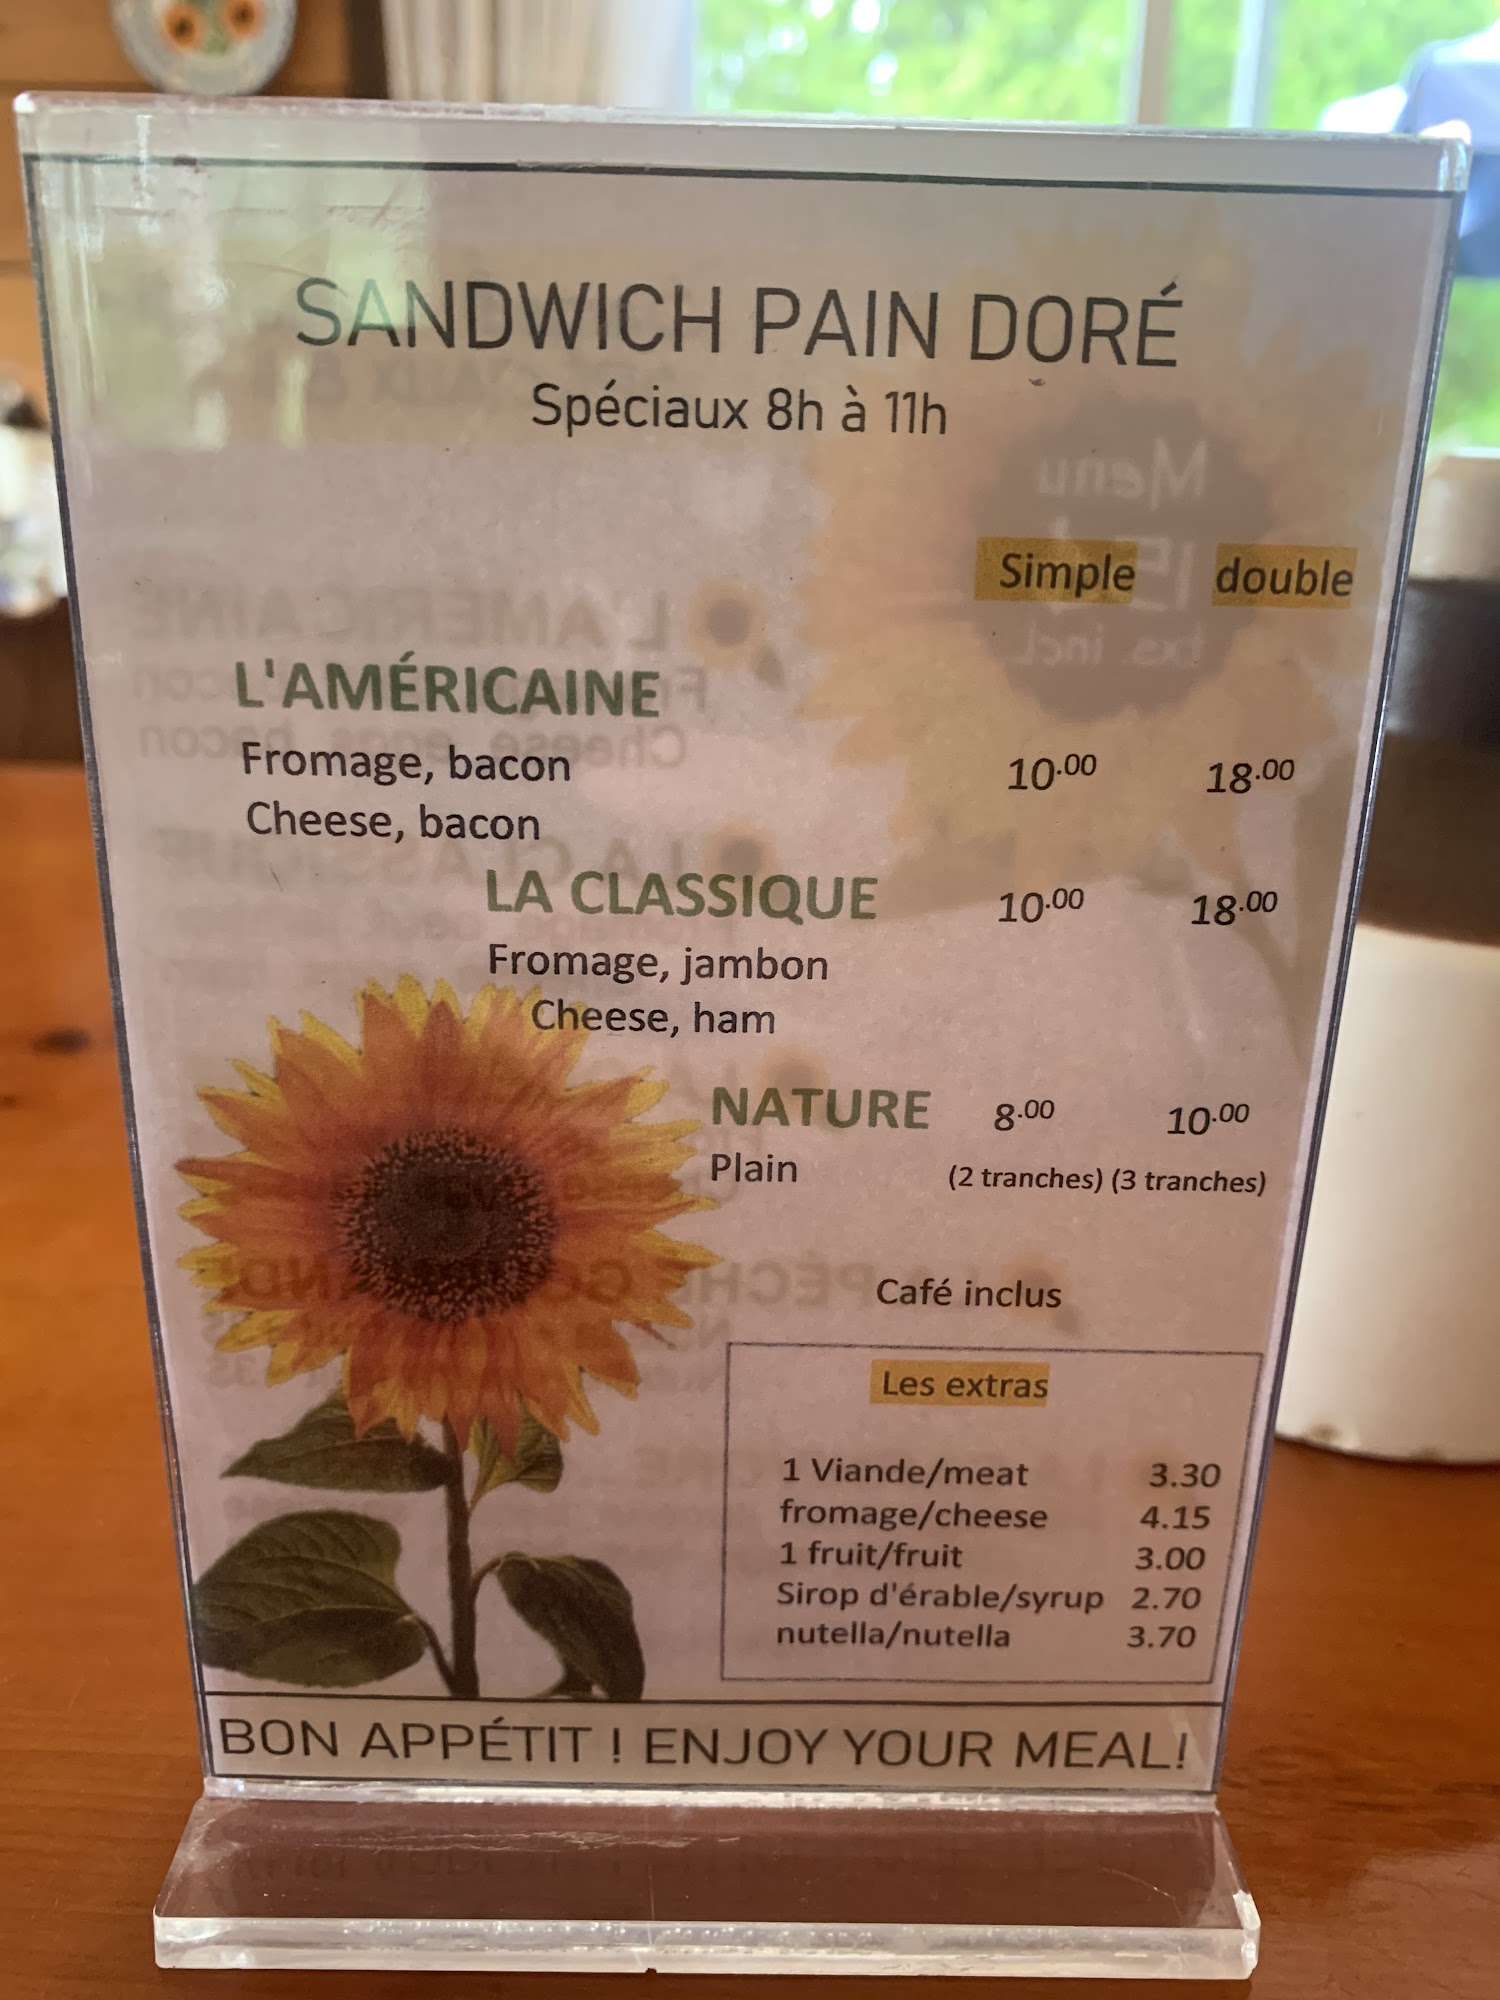 SANDWICH PAIN DORÉ
Spéciaux 8h à 11h
Simple double
L'AMÉRICAINE
Fromage, bacon 10.00 18.00
Cheese, bacon
LA CLASSIQUE 10.00 18.00
Fromage, jambon
Cheese, ham
NATURE 8.00 10.00
Plain (2 tranches) (3 tranches)
Café inclus
Les extras
1 Viande/meat 3.30
fromage/cheese 4.15
1 fruit/fruit 3.00
Sirop d'érable/syrup 2.70
nutella/nutella 3.70
BON APPÉTIT ! ENJOY YOUR MEAL!